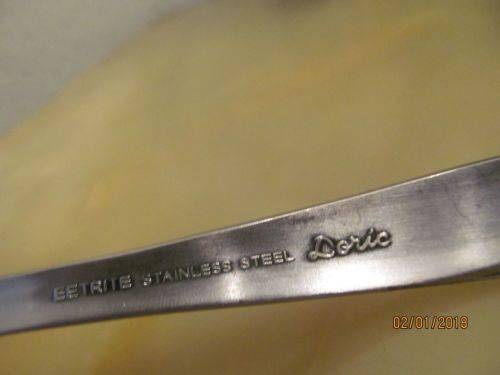 EETRITE STAINLESS STEEL Doric
02/01/2018